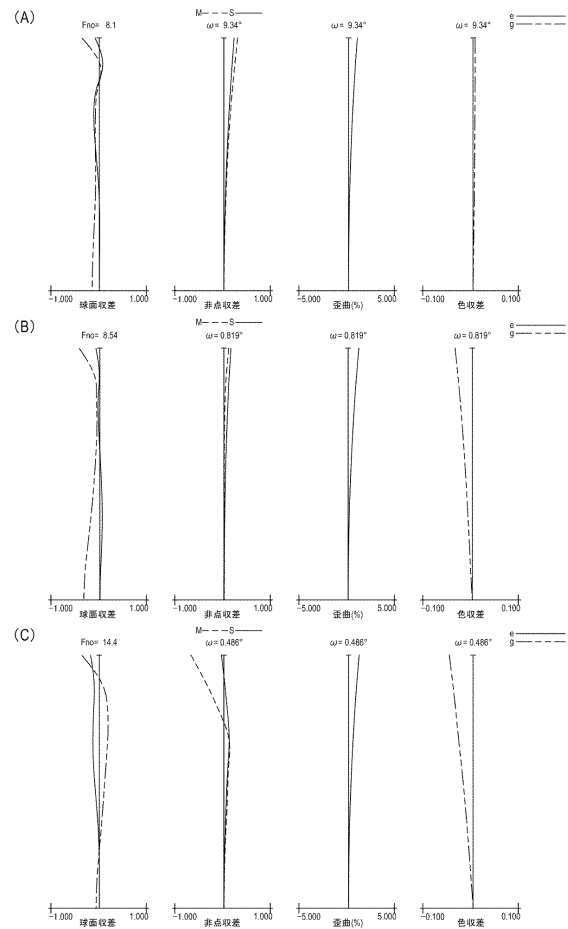 (A)
M S
e
g
Fno= 8.1
ω= 9.34°
ω= 9.34°
ω= 9.34°
-1.000 球面収差 1.000
-1.000 非点収差 1.000
-5.000 歪曲(%) 5.000
-0.100 色収差 0.100
(B)
M S
e
g
Fno= 8.54
ω= 0.819°
ω= 0.819°
ω= 0.819°
-1.000 球面収差 1.000
-1.000 非点収差 1.000
-5.000 歪曲(%) 5.000
-0.100 色収差 0.100
(C)
M S
e
g
Fno= 14.4
ω= 0.486°
ω= 0.486°
ω= 0.486°
-1.000 球面収差 1.000
-1.000 非点収差 1.000
-5.000 歪曲(%) 5.000
-0.100 色収差 0.100